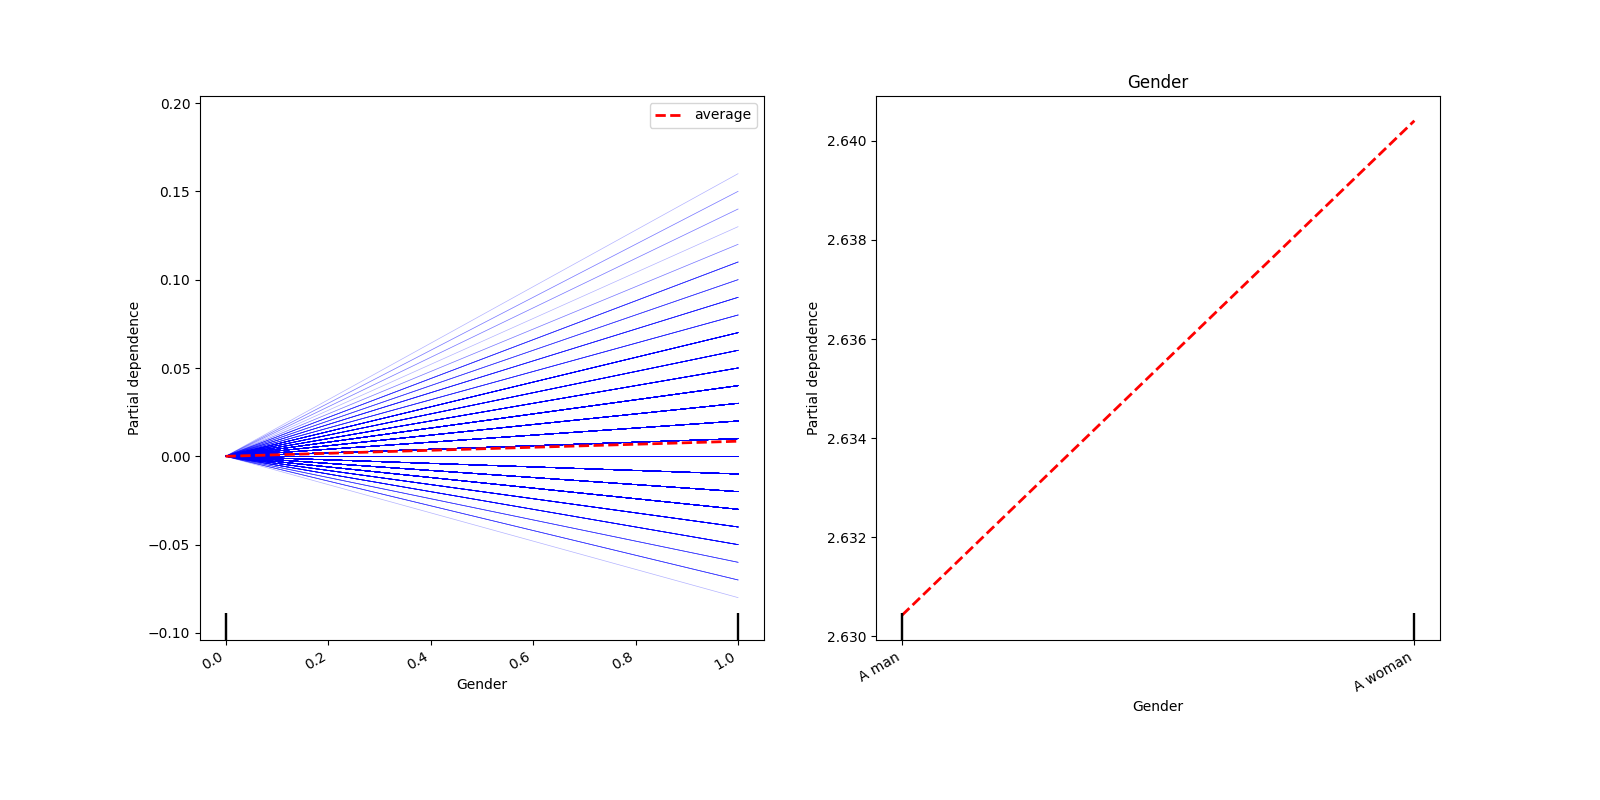 0.20
0.15
0.10
0.05
0.00
−0.05
−0.10
Partial dependence
average
0.0
0.2
0.4
0.6
0.8
1.0
Gender
Gender
2.640
2.638
2.636
2.634
2.632
2.630
Partial dependence
A man
A woman
Gender